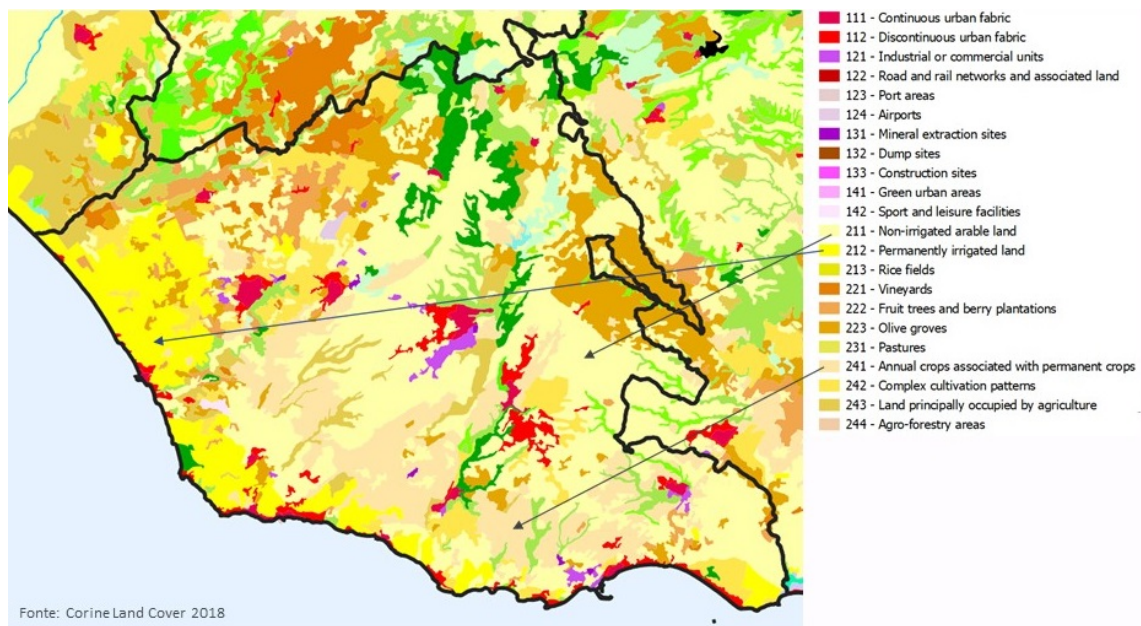 111 - Continuous urban fabric
112 - Discontinuous urban fabric
121 - Industrial or commercial units
122 - Road and rail networks and associated land
123 - Port areas
124 - Airports
131 - Mineral extraction sites
132 - Dump sites
133 - Construction sites
141 - Green urban areas
142 - Sport and leisure facilities
211 - Non-irrigated arable land
212 - Permanently irrigated land
213 - Rice fields
221 - Vineyards
222 - Fruit trees and berry plantations
223 - Olive groves
231 - Pastures
241 - Annual crops associated with permanent crops
242 - Complex cultivation patterns
243 - Land principally occupied by agriculture
244 - Agro-forestry areas
Fonte: Corine Land Cover 2018